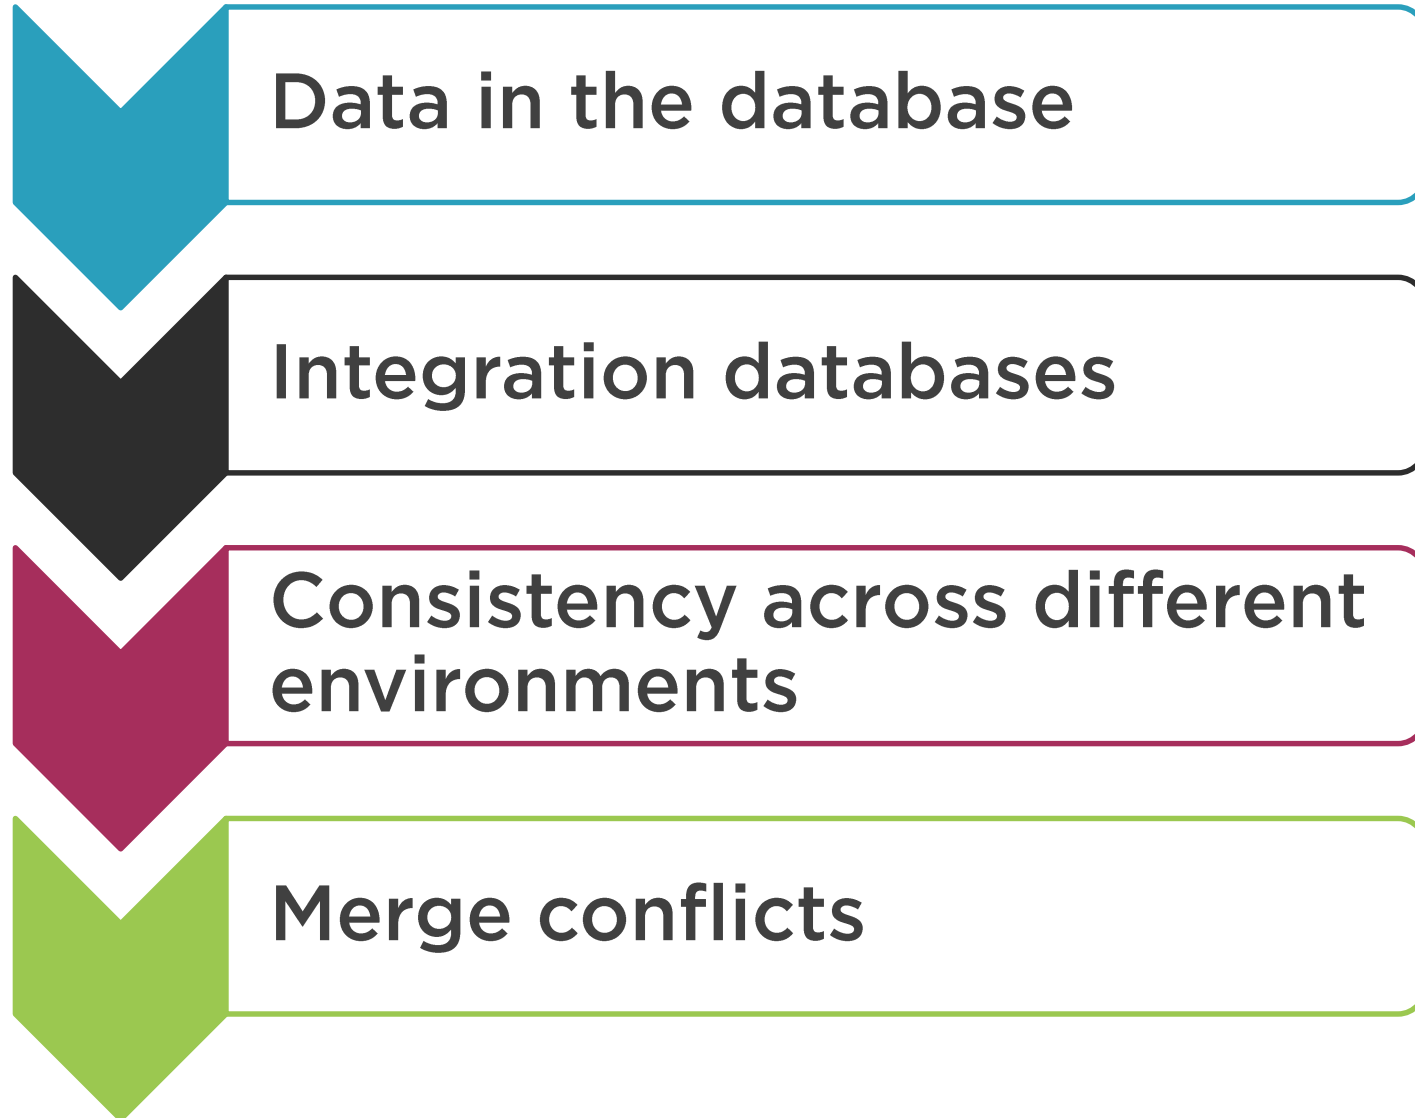 Data in the database
Integration databases
Consistency across different
environments
Merge conflicts